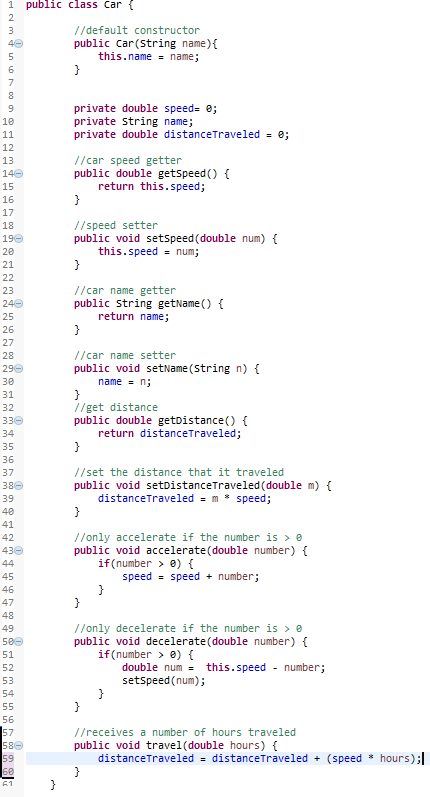 1 public class Car {
2
3 //default constructor
4 public Car(String name){
5 this.name = name;
6 }
7
8
9 private double speed= 0;
10 private String name;
11 private double distanceTraveled = 0;
12
13 //car speed getter
14 public double getSpeed() {
15 return this.speed;
16 }
17
18 //speed setter
19 public void setSpeed(double num) {
20 this.speed = num;
21 }
22
23 //car name getter
24 public String getName() {
25 return name;
26 }
27
28 //car name setter
29 public void setName(String n) {
30 name = n;
31 }
32 //get distance
33 public double getDistance() {
34 return distanceTraveled;
35 }
36
37 //set the distance that it traveled
38 public void setDistanceTraveled(double m) {
39 distanceTraveled = m * speed;
40 }
41
42 //only accelerate if the number is > 0
43 public void accelerate(double number) {
44 if(number > 0) {
45 speed = speed + number;
46 }
47 }
48
49 //only decelerate if the number is > 0
50 public void decelerate(double number) {
51 if(number > 0) {
52 double num =  this.speed - number;
53 setSpeed(num);
54 }
55 }
56
57 //receives a number of hours traveled
58 public void travel(double hours) {
59 distanceTraveled = distanceTraveled + (speed * hours);
60 }
61 }